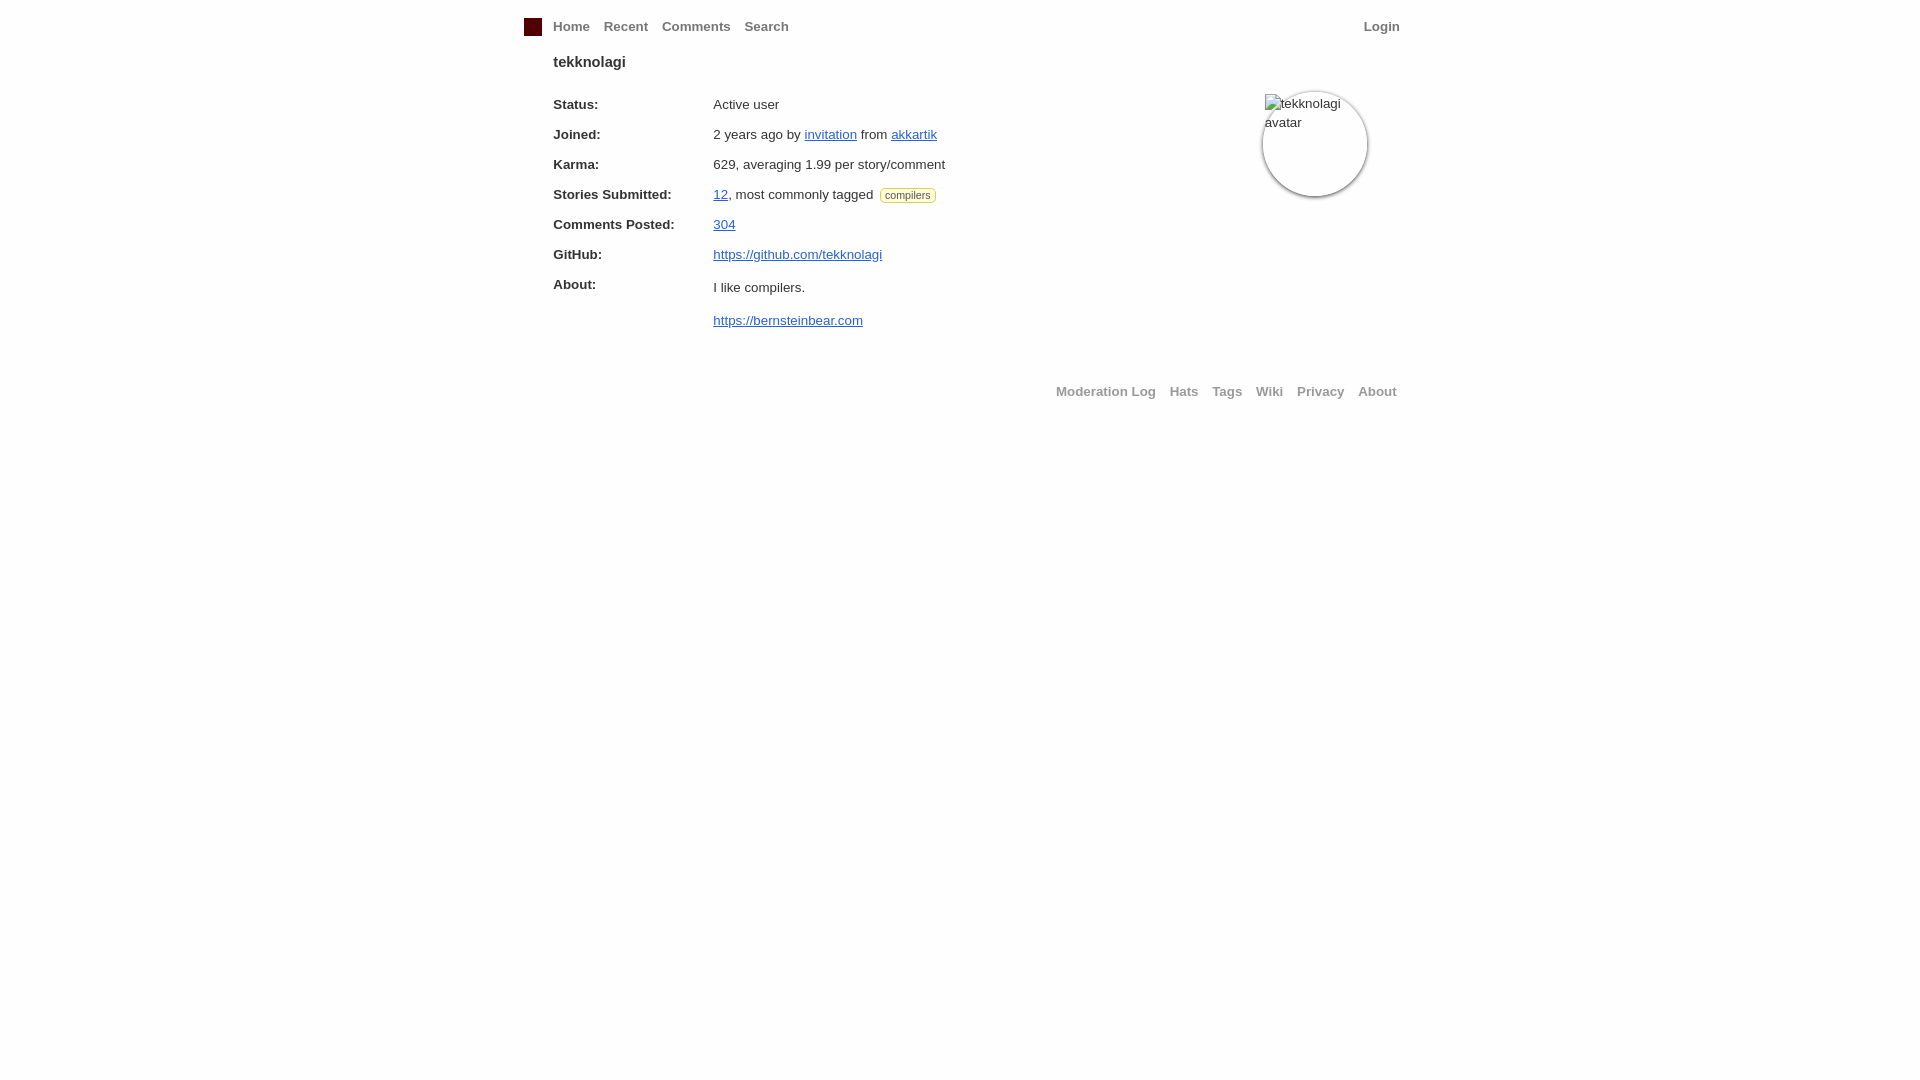 Home Recent Comments Search Login
tekknolagi
Status: Active user
Joined: 2 years ago by invitation from akkartik
Karma: 629, averaging 1.99 per story/comment
Stories Submitted: 12, most commonly tagged compilers
Comments Posted: 304
GitHub: https://github.com/tekknolagi
About: I like compilers.
https://bernsteinbear.com
tekknolagi
avatar
Moderation Log Hats Tags Wiki Privacy About